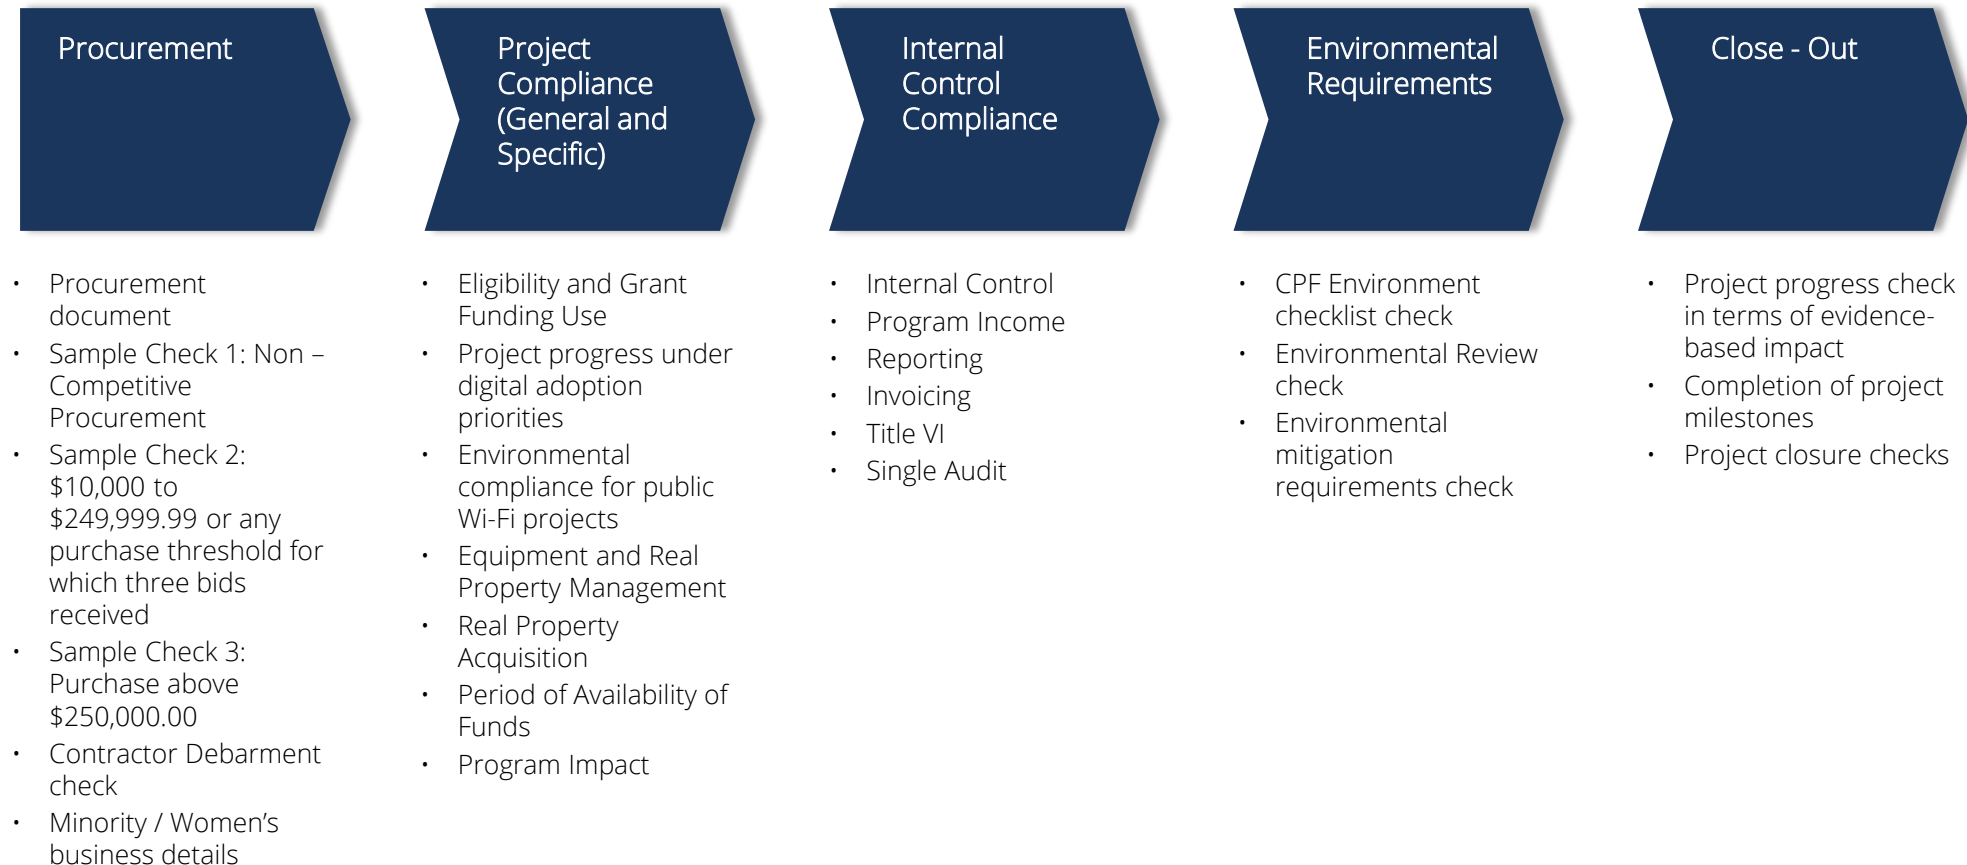 Procurement
Project
Compliance
(General and
Specific)
Internal
Control
Compliance
Environmental
Requirements
Close - Out
• Procurement
document
• Sample Check 1: Non –
Competitive
Procurement
• Sample Check 2:
$10,000 to
$249,999.99 or any
purchase threshold for
which three bids
received
• Sample Check 3:
Purchase above
$250,000.00
• Contractor Debarment
check
• Minority / Women’s
business details
• Eligibility and Grant
Funding Use
• Project progress under
digital adoption
priorities
• Environmental
compliance for public
Wi-Fi projects
• Equipment and Real
Property Management
• Real Property
Acquisition
• Period of Availability of
Funds
• Program Impact
• Internal Control
• Program Income
• Reporting
• Invoicing
• Title VI
• Single Audit
• CPF Environment
checklist check
• Environmental Review
check
• Environmental
mitigation
requirements check
• Project progress check
in terms of evidence-
based impact
• Completion of project
milestones
• Project closure checks